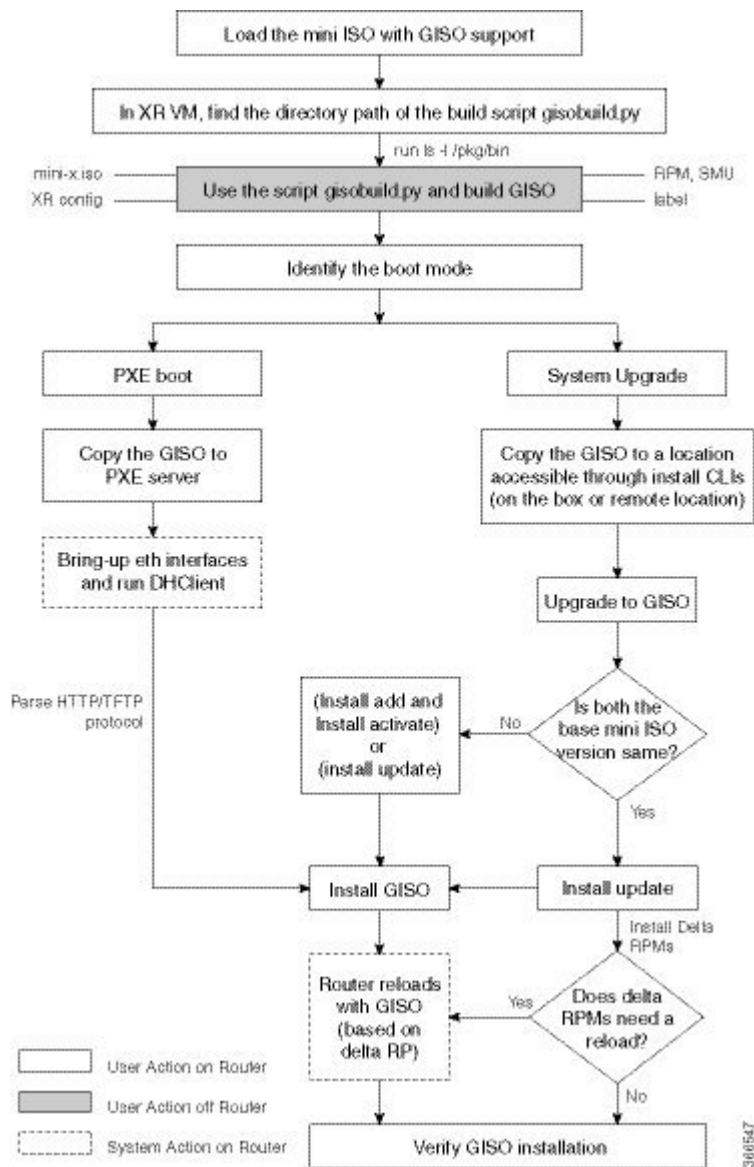 Load the mini ISO with GISO support
In XR VM, find the directory path of the build script gisobuild.py
run ls -l /pkg/bin
mini-x.iso
XR config
Use the script gisobuild.py and build GISO
RPM, SMU
label
Identify the boot mode
PXE boot
System Upgrade
Copy the GISO to
PXE server
Copy the GISO to a location
accessible through install CLIs
(on the box or remote location)
Bring-up eth interfaces
and run DHClient
Upgrade to GISO
Parse HTTP/TFTP
protocol
(Install add and
Install activate)
or
(install update)
No
Is both the
base mini ISO
version same?
Yes
Install GISO
Install update
Install Delta
RPMs
Router reloads
with GISO
(based on
delta RP)
Yes
Does delta
RPMs need a
reload?
No
User Action on Router
User Action off Router
System Action on Router
Verify GISO installation
366547